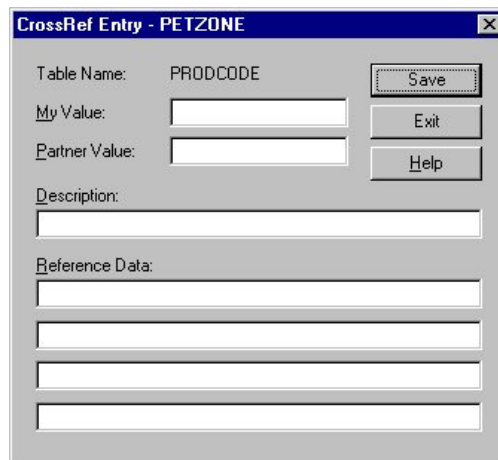 CrossRef Entry - PETZONE
Table Name: PRODCODE
Save
My Value:
Exit
Partner Value:
Help
Description:
Reference Data: